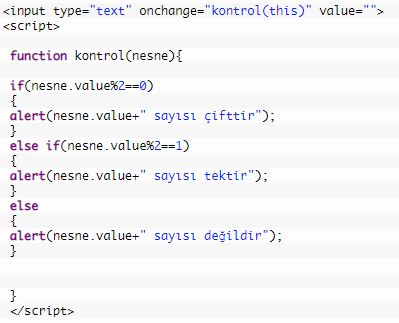 <input type="text" onchange="kontrol(this)" value="">
<script>
function kontrol(nesne){
if(nesne.value%2==0)
{
alert(nesne.value+" sayısı çifttir");
}
else if(nesne.value%2==1)
{
alert(nesne.value+" sayısı tektir");
}
else
{
alert(nesne.value+" sayısı değildir");
}
}
</script>